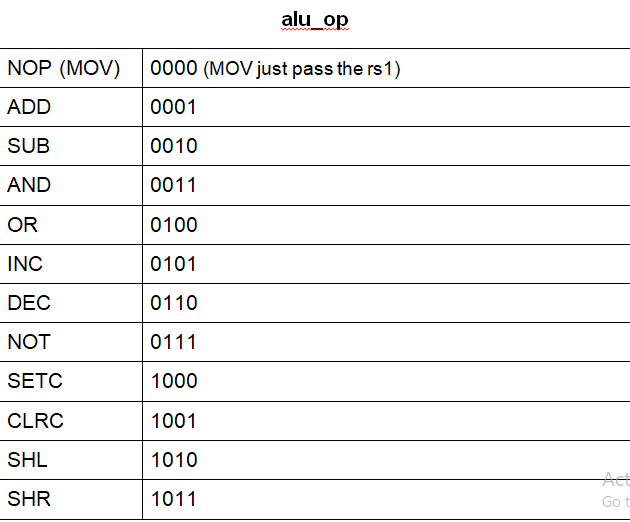 alu_op
NOP (MOV) 0000 (MOV just pass the rs1)
ADD 0001
SUB 0010
AND 0011
OR 0100
INC 0101
DEC 0110
NOT 0111
SETC 1000
CLRC 1001
SHL 1010
SHR 1011
Act
Go t